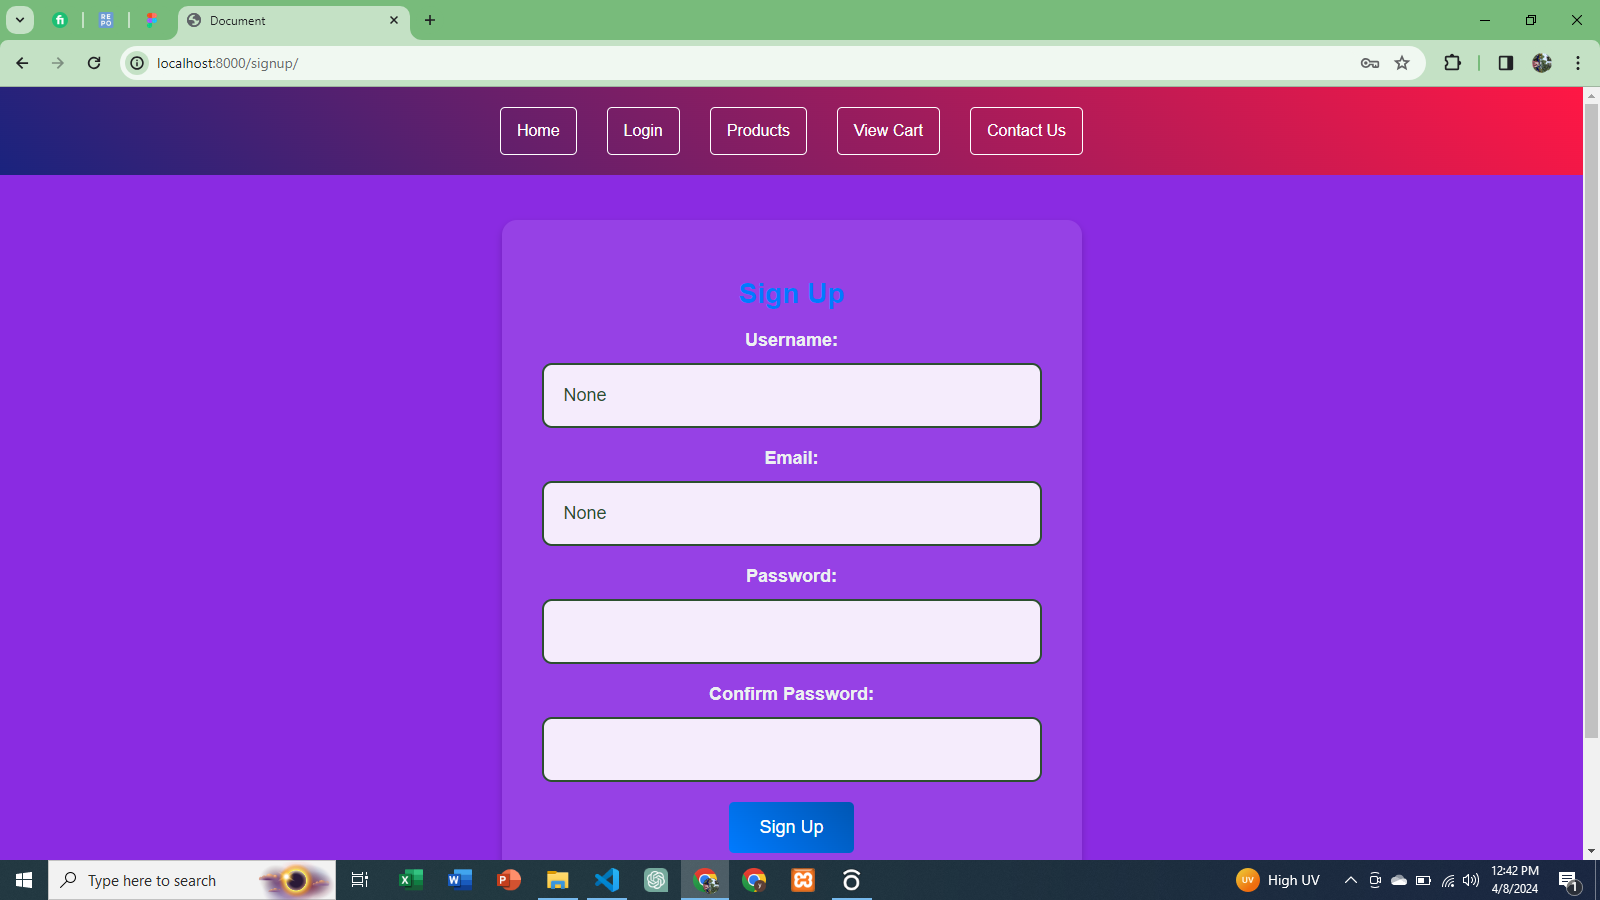 Document
localhost:8000/signup/
Home Login Products View Cart Contact Us
Sign Up
Username:
None
Email:
None
Password:
Confirm Password:
Sign Up
Type here to search
UV High UV
12:42 PM
4/8/2024
1